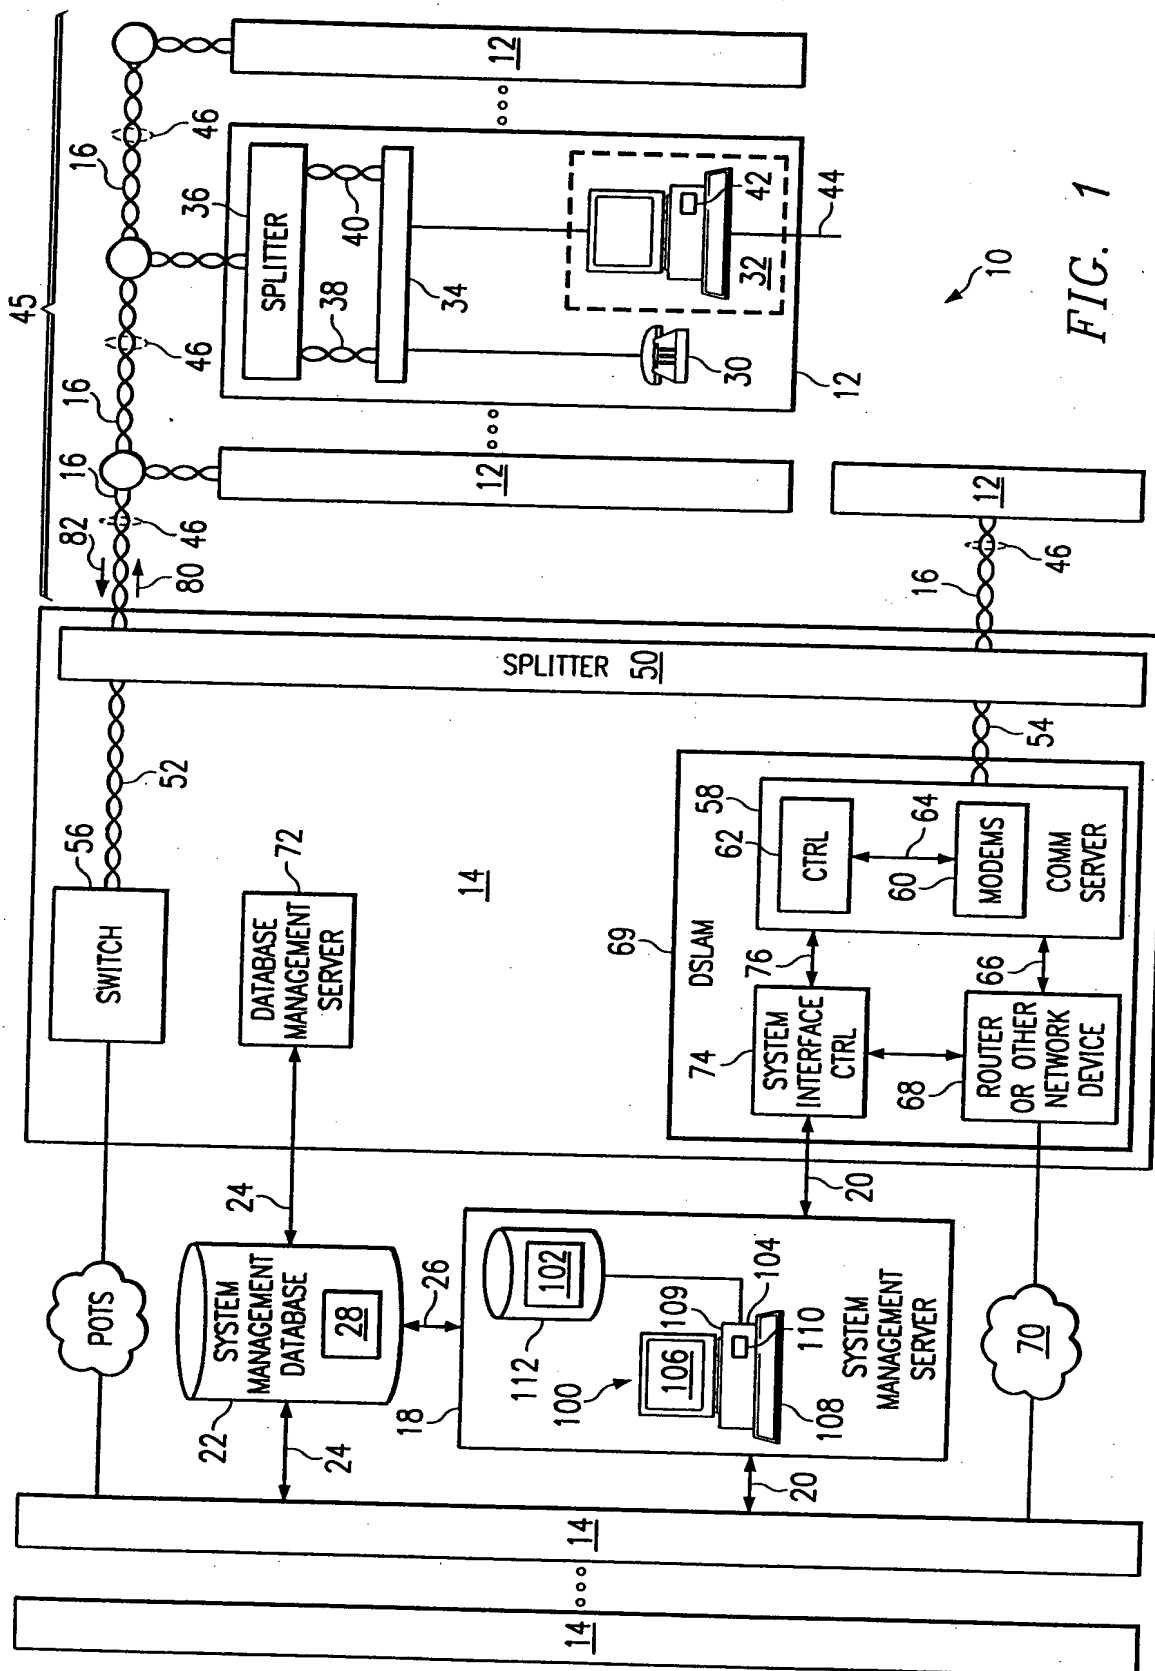 45
16
46
16
46
16
46
82
80
12
36
SPLITTER
38
40
34
42
32
44
30
12
12
12
16
46
10
FIG. 1
SPLITTER 50
52
56
SWITCH
72
DATABASE
MANAGEMENT
SERVER
14
54
69
DSLAM
58
62
CTRL
64
60
MODEMS
COMM
SERVER
76
66
74
SYSTEM
INTERFACE
CTRL
68
ROUTER
OR OTHER
NETWORK
DEVICE
POTS
24
SYSTEM
MANAGEMENT
DATABASE
28
22
24
26
20
102
112
104
109
106
110
100
108
18
SYSTEM
MANAGEMENT
SERVER
20
70
14
14